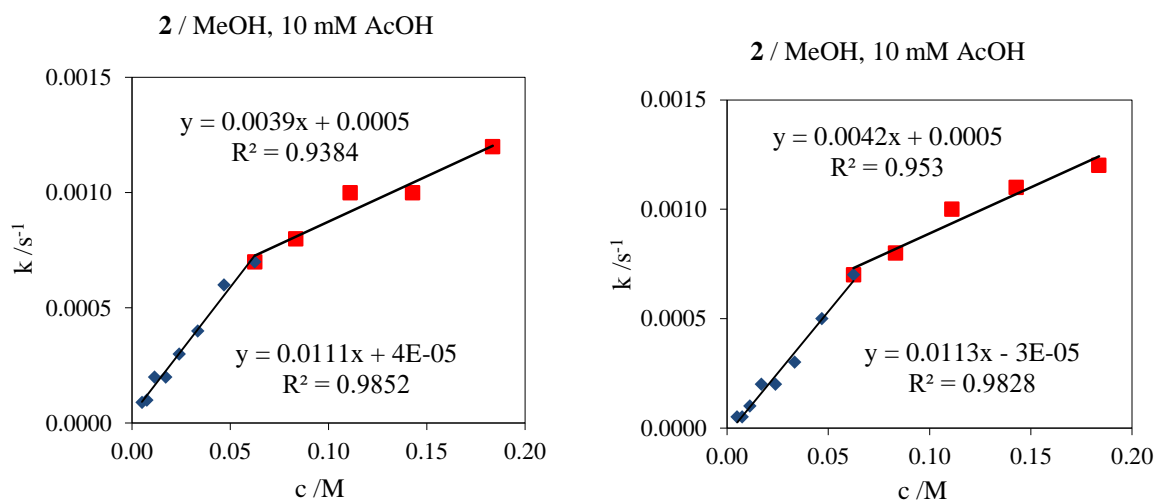 2 / MeOH, 10 mM AcOH
0.0015
y = 0.0039x + 0.0005
R² = 0.9384
0.0010
k /s⁻¹
0.0005
y = 0.0111x + 4E-05
R² = 0.9852
0.0000
0.00 0.05 0.10 0.15 0.20
c /M
2 / MeOH, 10 mM AcOH
0.0015
y = 0.0042x + 0.0005
R² = 0.953
0.0010
k /s⁻¹
0.0005
y = 0.0113x - 3E-05
R² = 0.9828
0.0000
0.00 0.05 0.10 0.15 0.20
c /M